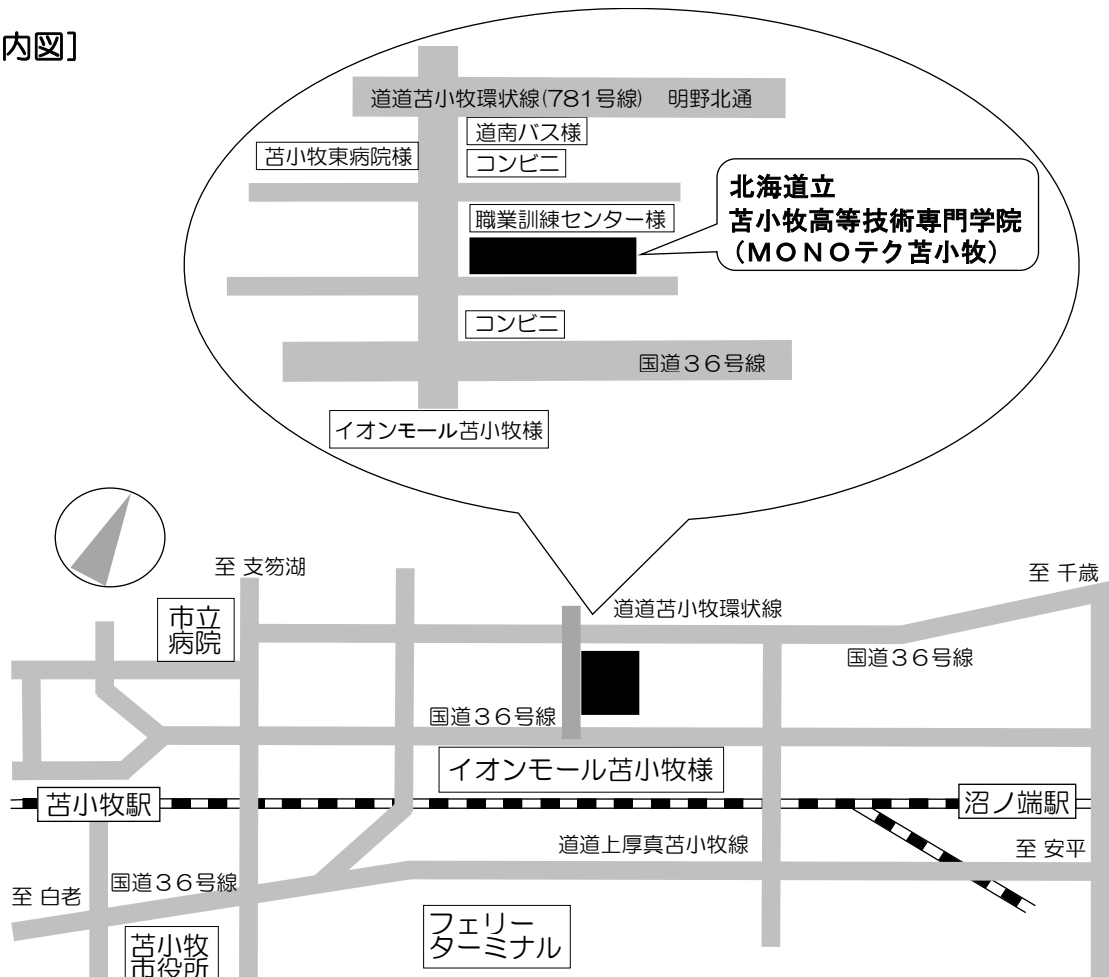 内図]
道道苫小牧環状線(781号線)　明野北通
道南バス様
苫小牧東病院様
コンビニ
職業訓練センター様
北海道立
苫小牧高等技術専門学院
(MONOテク苫小牧)
コンビニ
国道36号線
イオンモール苫小牧様
至 支笏湖
至 千歳
市立
病院
道道苫小牧環状線
国道36号線
国道36号線
イオンモール苫小牧様
苫小牧駅
沼ノ端駅
道道上厚真苫小牧線
至 安平
国道36号線
至 白老
フェリー
ターミナル
苫小牧
市役所